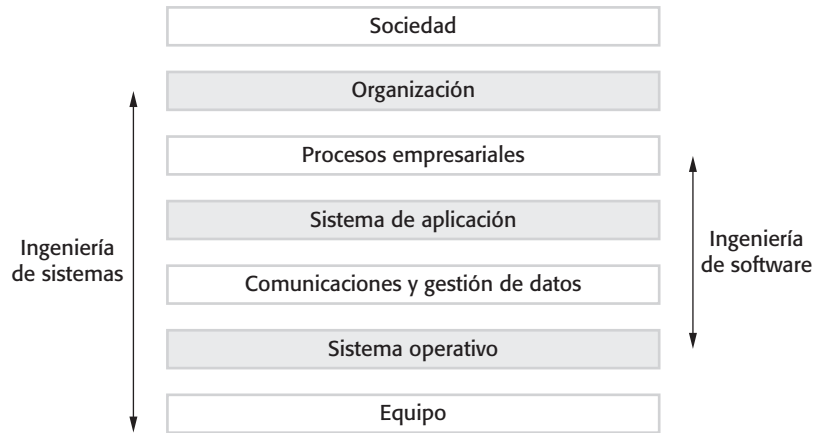 Sociedad
Organización
Procesos empresariales
Sistema de aplicación
Ingeniería
de sistemas
Comunicaciones y gestión de datos
Ingeniería
de software
Sistema operativo
Equipo